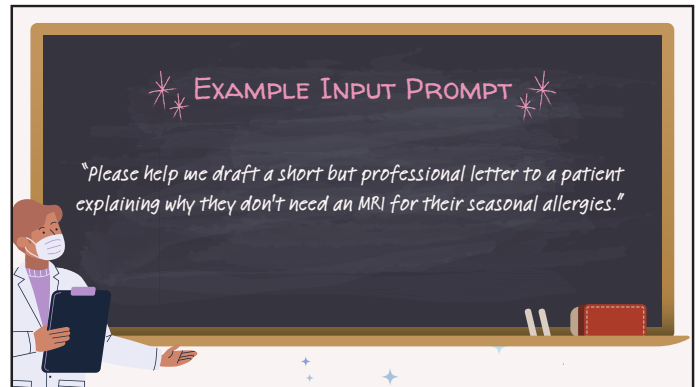 Example Input Prompt
"Please help me draft a short but professional letter to a patient
explaining why they don't need an MRI for their seasonal allergies."